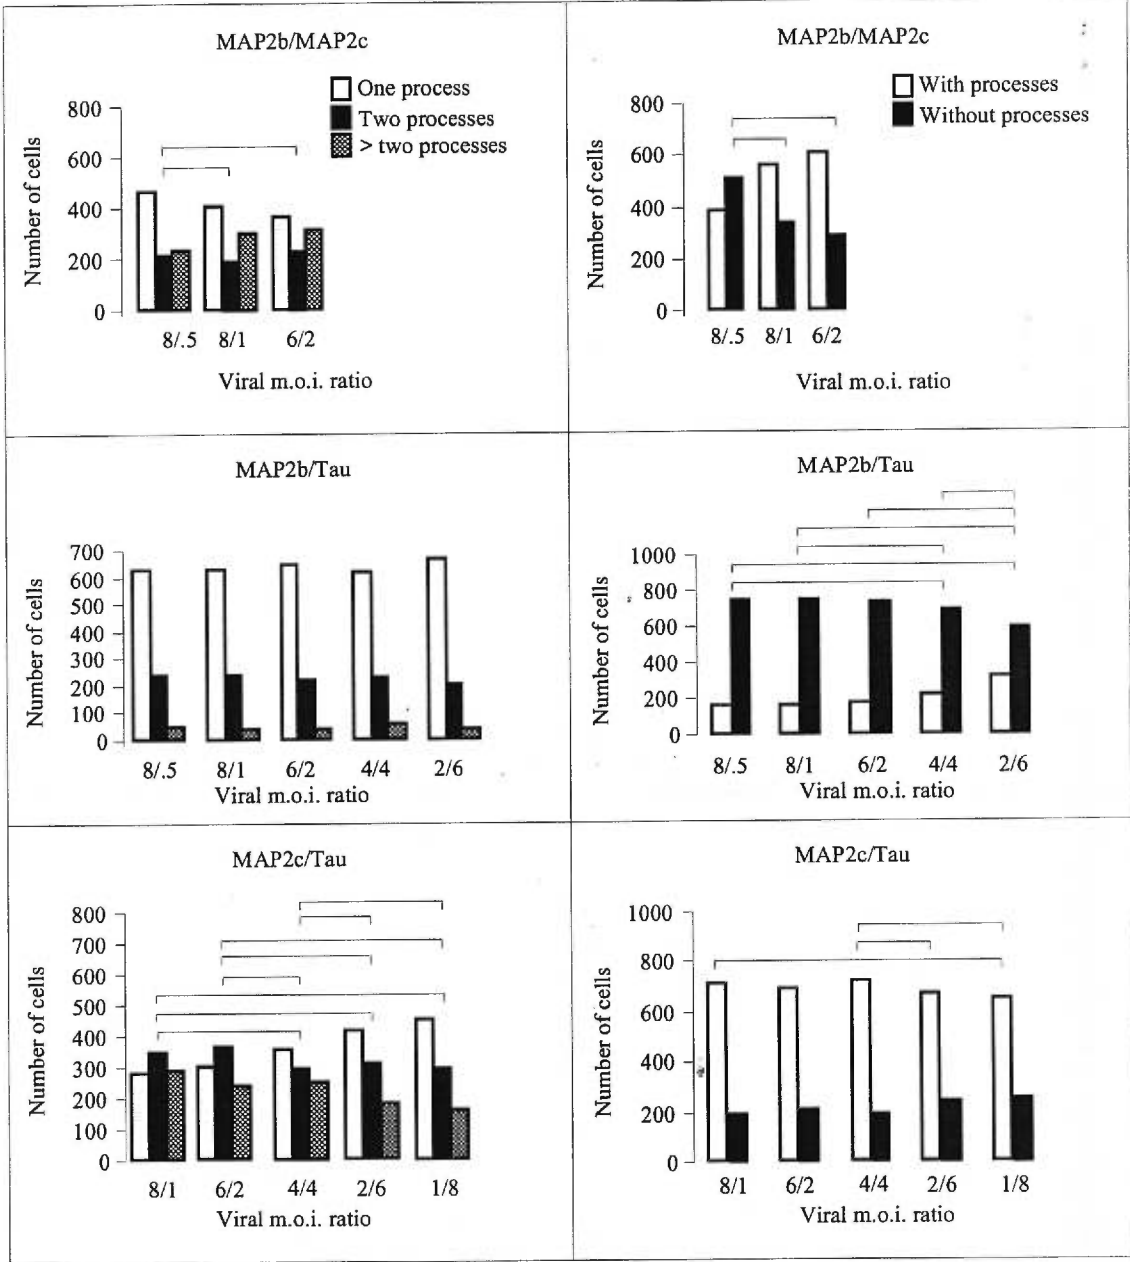 MAP2b/MAP2c
One process
Two processes
> two processes
800
600
400
200
0
Number of cells
8/.5 8/1 6/2
Viral m.o.i. ratio
MAP2b/MAP2c
With processes
Without processes
800
600
400
200
0
Number of cells
8/.5 8/1 6/2
Viral m.o.i. ratio
MAP2b/Tau
700
600
500
400
300
200
100
0
Number of cells
8/.5 8/1 6/2 4/4 2/6
Viral m.o.i. ratio
MAP2b/Tau
1000
800
600
400
200
0
Number of cells
8/.5 8/1 6/2 4/4 2/6
Viral m.o.i. ratio
MAP2c/Tau
800
700
600
500
400
300
200
100
0
Number of cells
8/1 6/2 4/4 2/6 1/8
Viral m.o.i. ratio
MAP2c/Tau
1000
800
600
400
200
0
Number of cells
8/1 6/2 4/4 2/6 1/8
Viral m.o.i. ratio